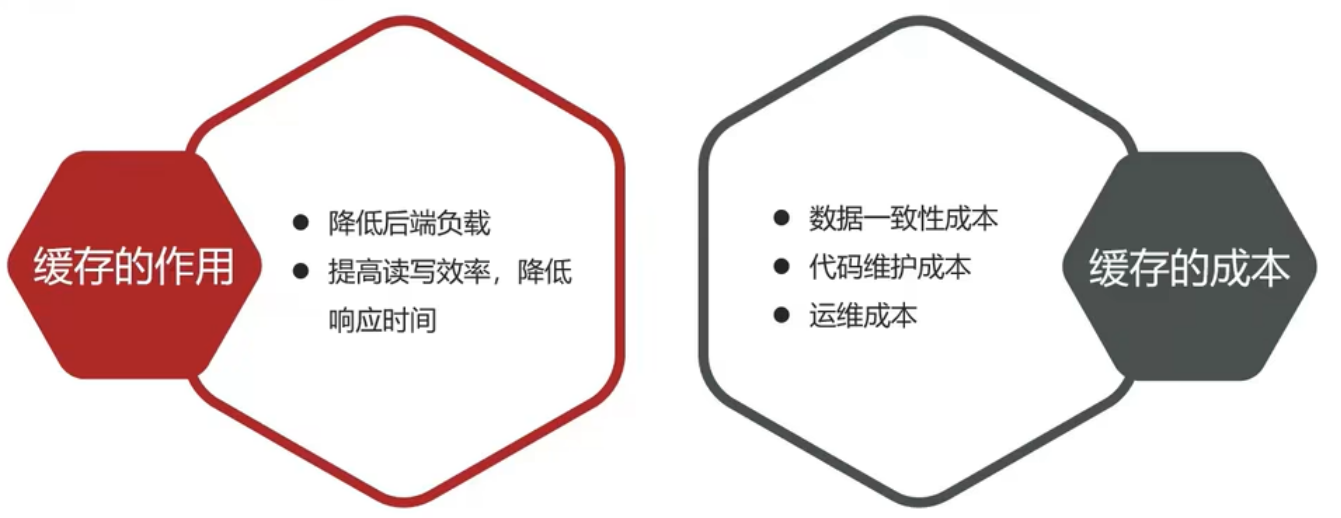 缓存的作用
● 降低后端负载
● 提高读写效率，降低
响应时间
● 数据一致性成本
● 代码维护成本
● 运维成本
缓存的成本